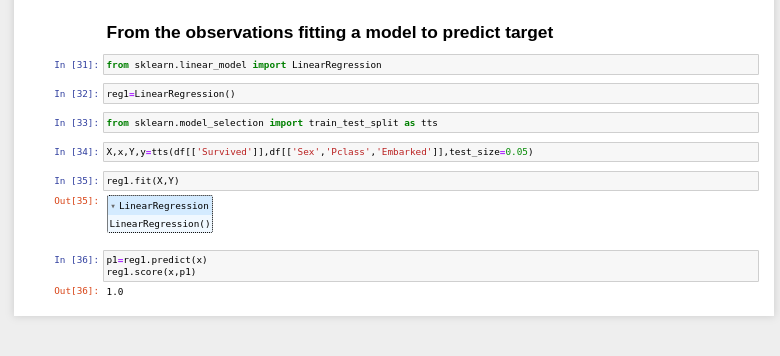 From the observations fitting a model to predict target
In [31]: from sklearn.linear_model import LinearRegression
In [32]: reg1=LinearRegression()
In [33]: from sklearn.model_selection import train_test_split as tts
In [34]: X,x,Y,y=tts(df[['Survived']],df[['Sex','Pclass','Embarked']],test_size=0.05)
In [35]: reg1.fit(X,Y)
Out[35]: ▾ LinearRegression
LinearRegression()
In [36]: p1=reg1.predict(x)
reg1.score(x,p1)
Out[36]: 1.0